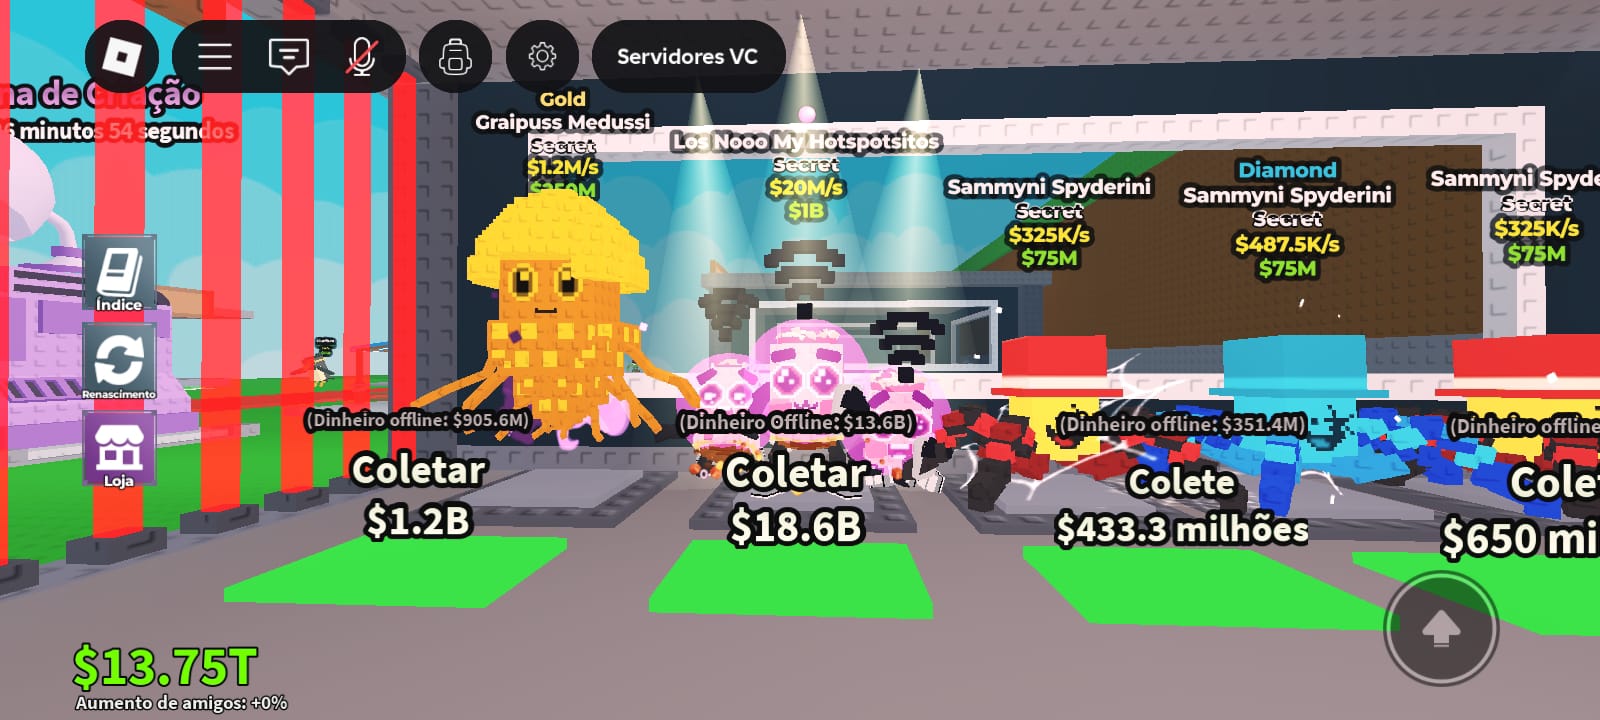 Servidores VC
na de Criação
6 minutos 54 segundos
Gold
Graipuss Medussi
Secret
$1.2M/s
$250M
Los Nooo My Hotspotsitos
Secret
$20M/s
$1B
Sammyni Spyderini
Secret
$325K/s
$75M
Diamond
Sammyni Spyderini
Secret
$487.5K/s
$75M
Sammyni Spyde
Secret
$325K/s
$75M
Índice
Renascimento
Loja
(Dinheiro offline: $905.6M)
Coletar
$1.2B
(Dinheiro Offline: $13.6B)
Coletar
$18.6B
(Dinheiro offline: $351.4M)
Colete
$433.3 milhões
(Dinheiro offline
Colet
$650 mi
$13.75T
Aumento de amigos: +0%